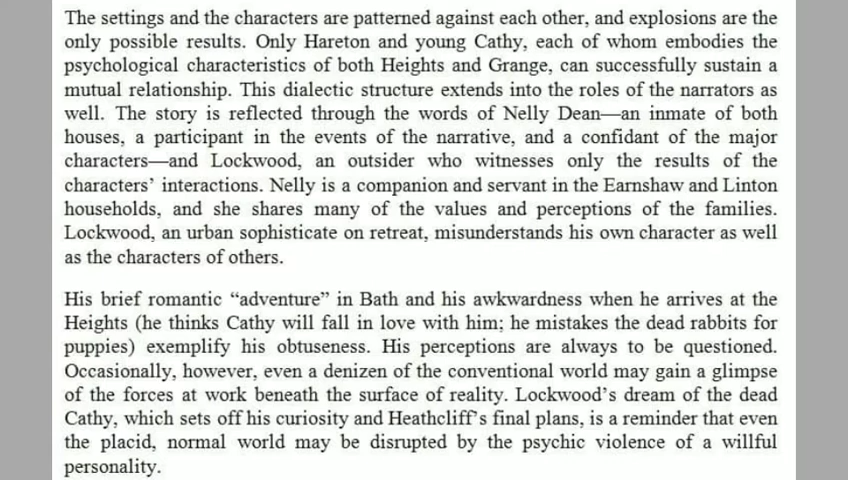 The settings and the characters are patterned against each other, and explosions are the
only possible results. Only Hareton and young Cathy, each of whom embodies the
psychological characteristics of both Heights and Grange, can successfully sustain a
mutual relationship. This dialectic structure extends into the roles of the narrators as
well. The story is reflected through the words of Nelly Dean—an inmate of both
houses, a participant in the events of the narrative, and a confidant of the major
characters—and Lockwood, an outsider who witnesses only the results of the
characters’ interactions. Nelly is a companion and servant in the Earnshaw and Linton
households, and she shares many of the values and perceptions of the families.
Lockwood, an urban sophisticate on retreat, misunderstands his own character as well
as the characters of others.
His brief romantic “adventure” in Bath and his awkwardness when he arrives at the
Heights (he thinks Cathy will fall in love with him; he mistakes the dead rabbits for
puppies) exemplify his obtuseness. His perceptions are always to be questioned.
Occasionally, however, even a denizen of the conventional world may gain a glimpse
of the forces at work beneath the surface of reality. Lockwood’s dream of the dead
Cathy, which sets off his curiosity and Heathcliff’s final plans, is a reminder that even
the placid, normal world may be disrupted by the psychic violence of a willful
personality.